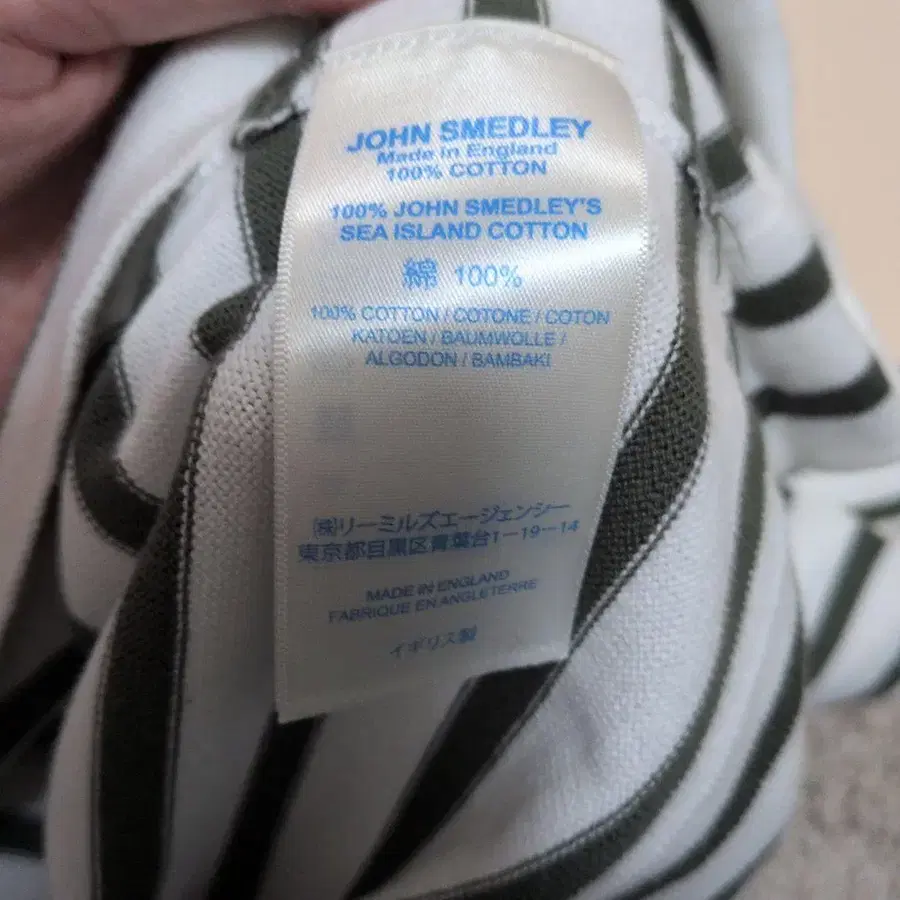 JOHN SMEDLEY
Made in England
100% COTTON
100% JOHN SMEDLEY'S
SEA ISLAND COTTON
綿 100%
100% COTTON / COTONE / COTON
KATOEN / BAUMWOLLE /
ALGODON / BAMBAKI
(株)リーミルズエージェンシー
東京都目黒区青葉台1-19-14
MADE IN ENGLAND
FABRIQUE EN ANGLETERRE
イギリス製